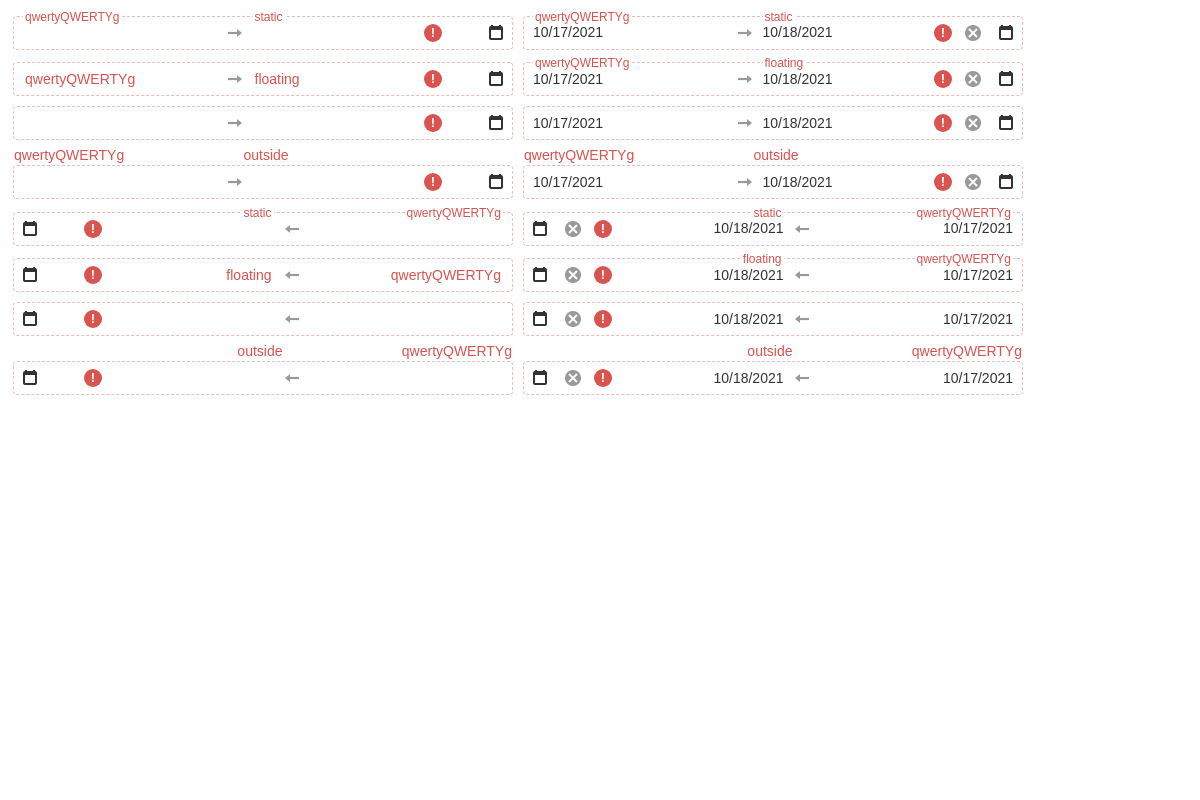 qwertyQWERTYg static qwertyQWERTYg static
10/17/2021 10/18/2021
qwertyQWERTYg floating
qwertyQWERTYg floating 10/17/2021 10/18/2021
10/17/2021 10/18/2021
qwertyQWERTYg outside qwertyQWERTYg outside
10/17/2021 10/18/2021
static qwertyQWERTYg static qwertyQWERTYg
10/18/2021 10/17/2021
floating qwertyQWERTYg
floating qwertyQWERTYg 10/18/2021 10/17/2021
10/18/2021 10/17/2021
outside qwertyQWERTYg outside qwertyQWERTYg
10/18/2021 10/17/2021